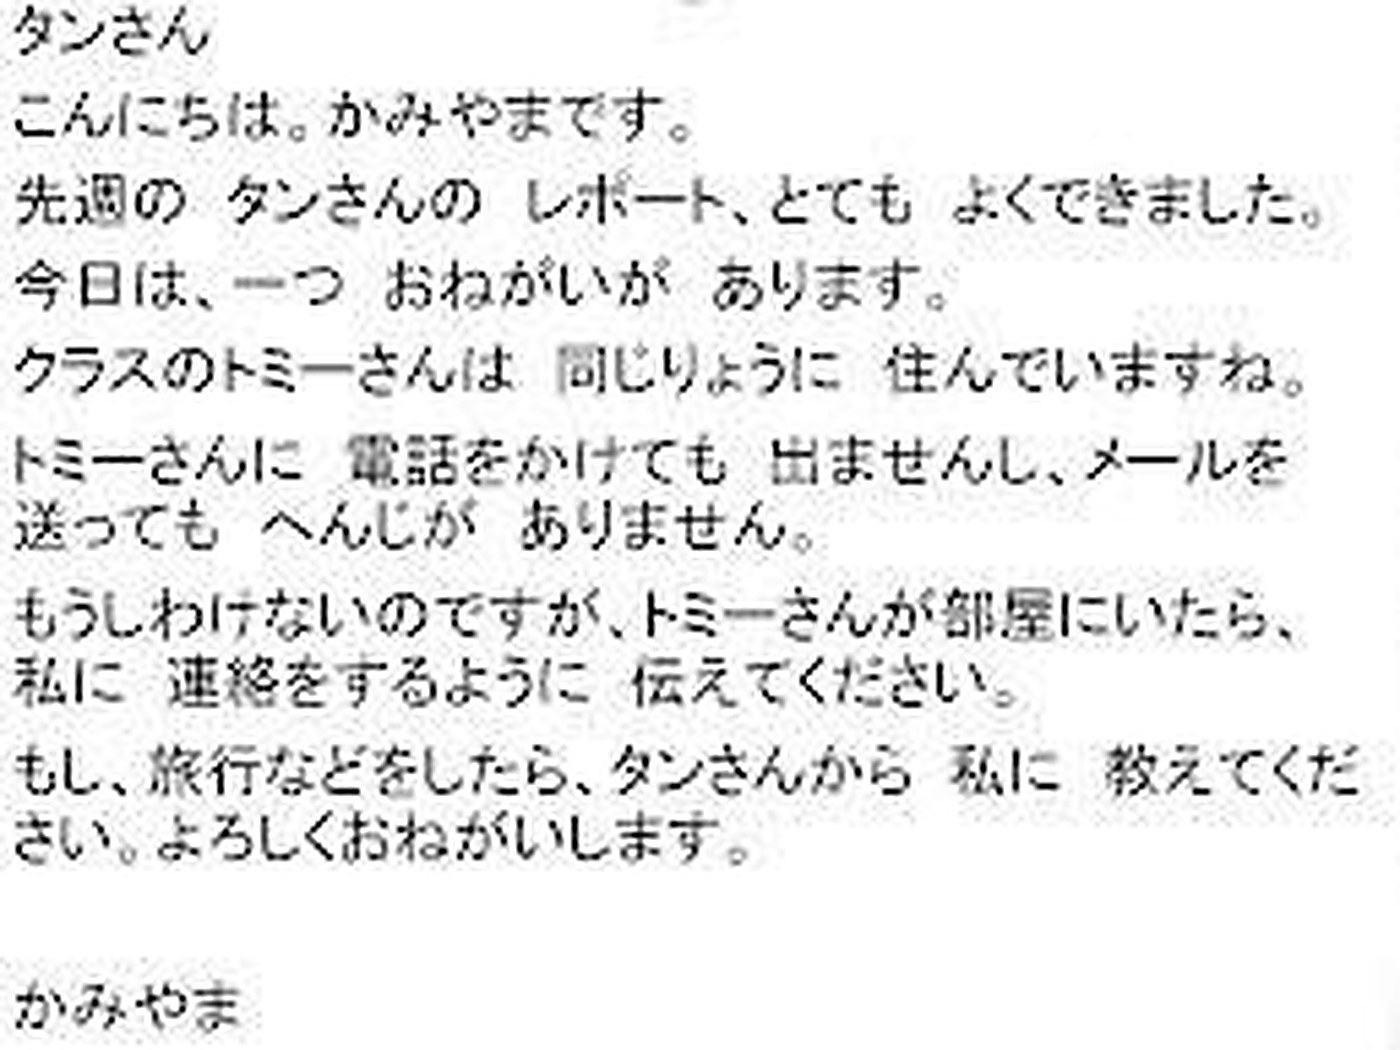 タンさん
こんにちは。かみやまです。
先週の　タンさんの　レポート、とても　よくできました。
今日は、一つ　おねがいが　あります。
クラスのトミーさんは　同じりょうに　住んでいますね。
トミーさんに　電話をかけても　出ませんし、メールを
送っても　へんじが　ありません。
もうしわけないのですが、トミーさんが部屋にいたら、
私に　連絡をするように　伝えてください。
もし、旅行などをしたら、タンさんから　私に　教えてくだ
さい。よろしくおねがいします。
かみやま